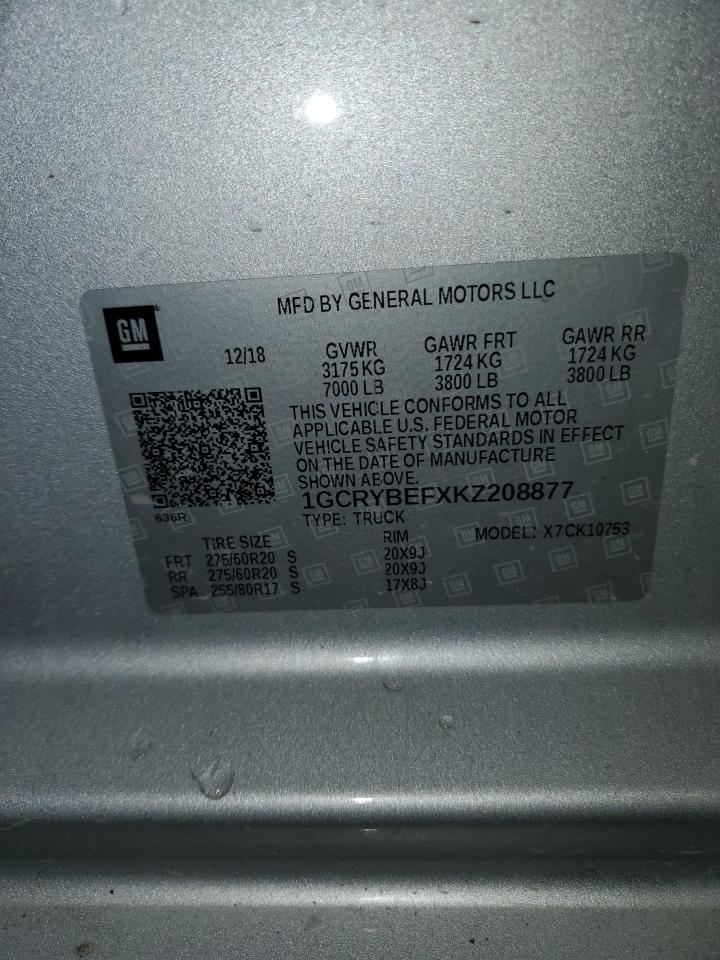 MFD BY GENERAL MOTORS LLC
GM
12/18 GVWR GAWR FRT GAWR RR
3175 KG 1724 KG 1724 KG
7000 LB 3800 LB 3800 LB
THIS VEHICLE CONFORMS TO ALL
APPLICABLE U.S. FEDERAL MOTOR
VEHICLE SAFETY STANDARDS IN EFFECT
ON THE DATE OF MANUFACTURE
SHOWN ABOVE.
1GCRYBEFXKZ208877
636R
TYPE: TRUCK
MODEL: X7CK10753
TIRE SIZE RIM
FRT 275/60R20 S 20X9J
RR 275/60R20 S 20X9J
SPA 255/80R17 S 17X8J